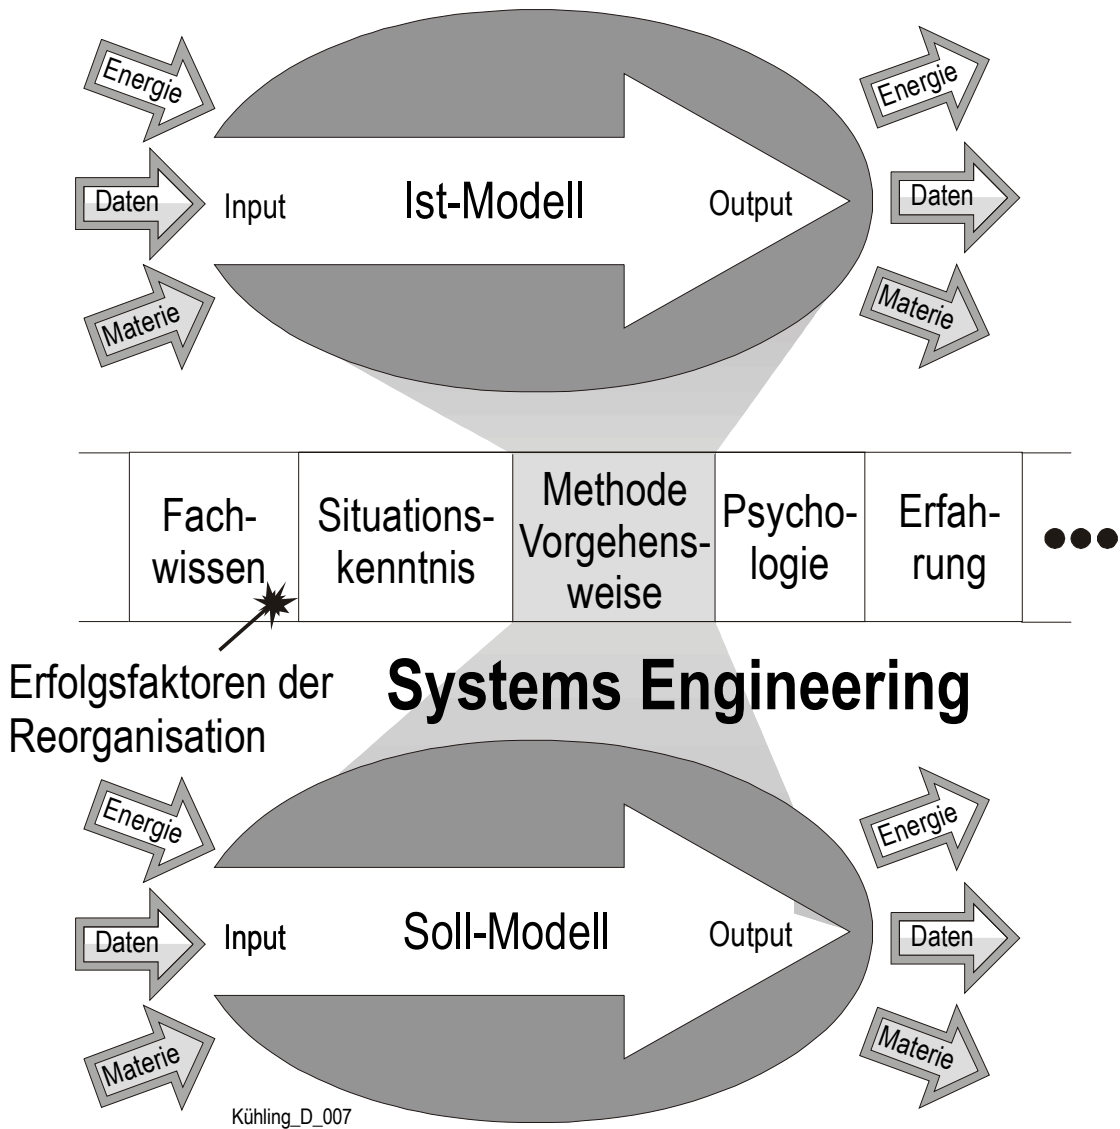 Energie
Energie
Daten
Input
Ist-Modell
Output
Daten
Materie
Materie
Fach-
wissen
Situations-
kenntnis
Methode
Vorgehens-
weise
Psycho-
logie
Erfah-
rung
Erfolgsfaktoren der
Reorganisation
Systems Engineering
Energie
Energie
Daten
Input
Soll-Modell
Output
Daten
Materie
Materie
Kühling_D_007